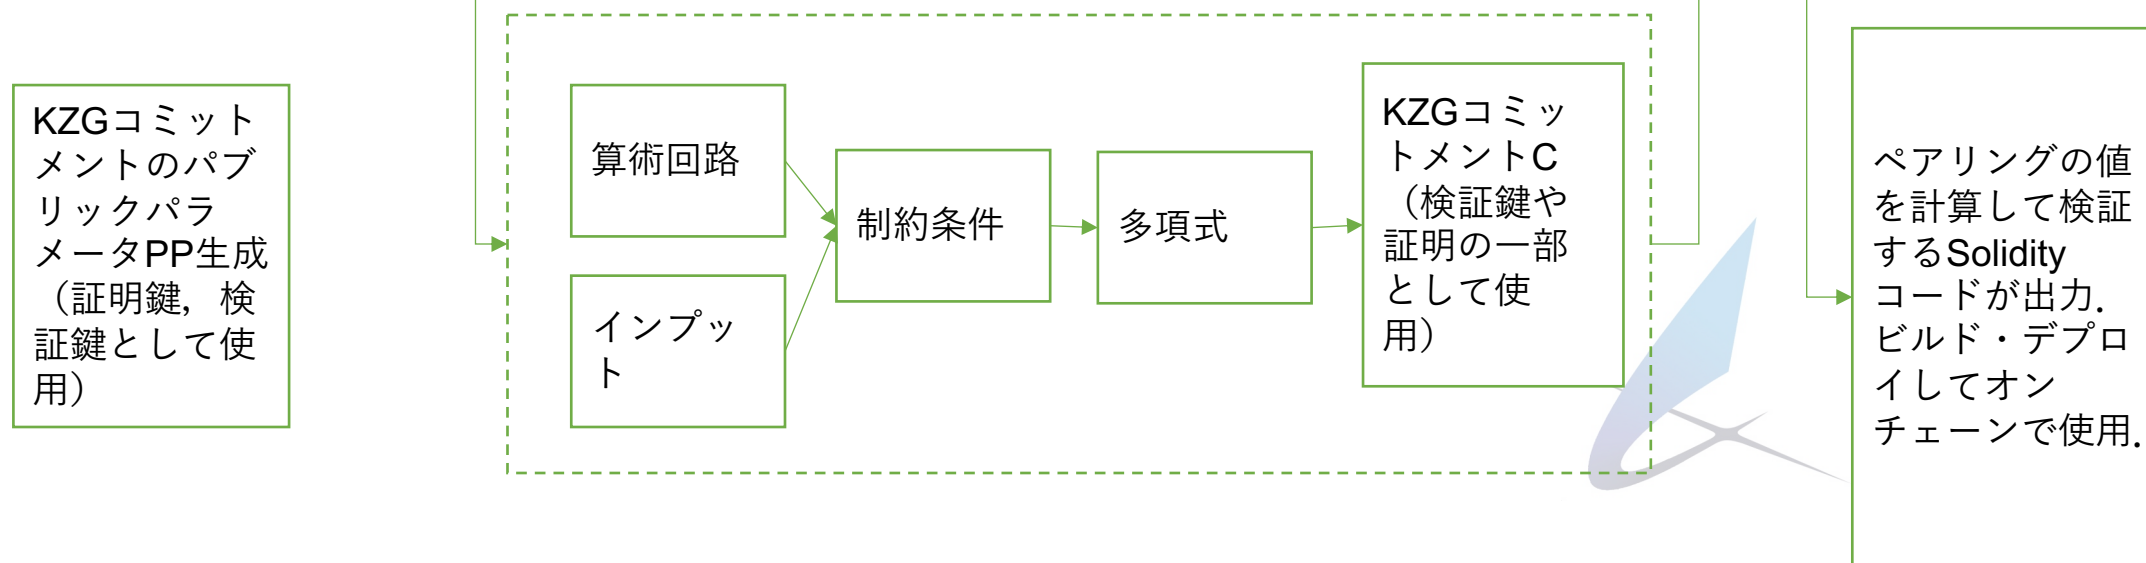 KZGコミット
メントのパブ
リックパラ
メータPP生成
（証明鍵，検
証鍵として使
用）
算術回路
インプッ
ト
制約条件
多項式
KZGコミッ
トメントC
（検証鍵や
証明の一部
として使
用）
ペアリングの値
を計算して検証
するSolidity
コードが出力．
ビルド・デプロ
イしてオン
チェーンで使用．